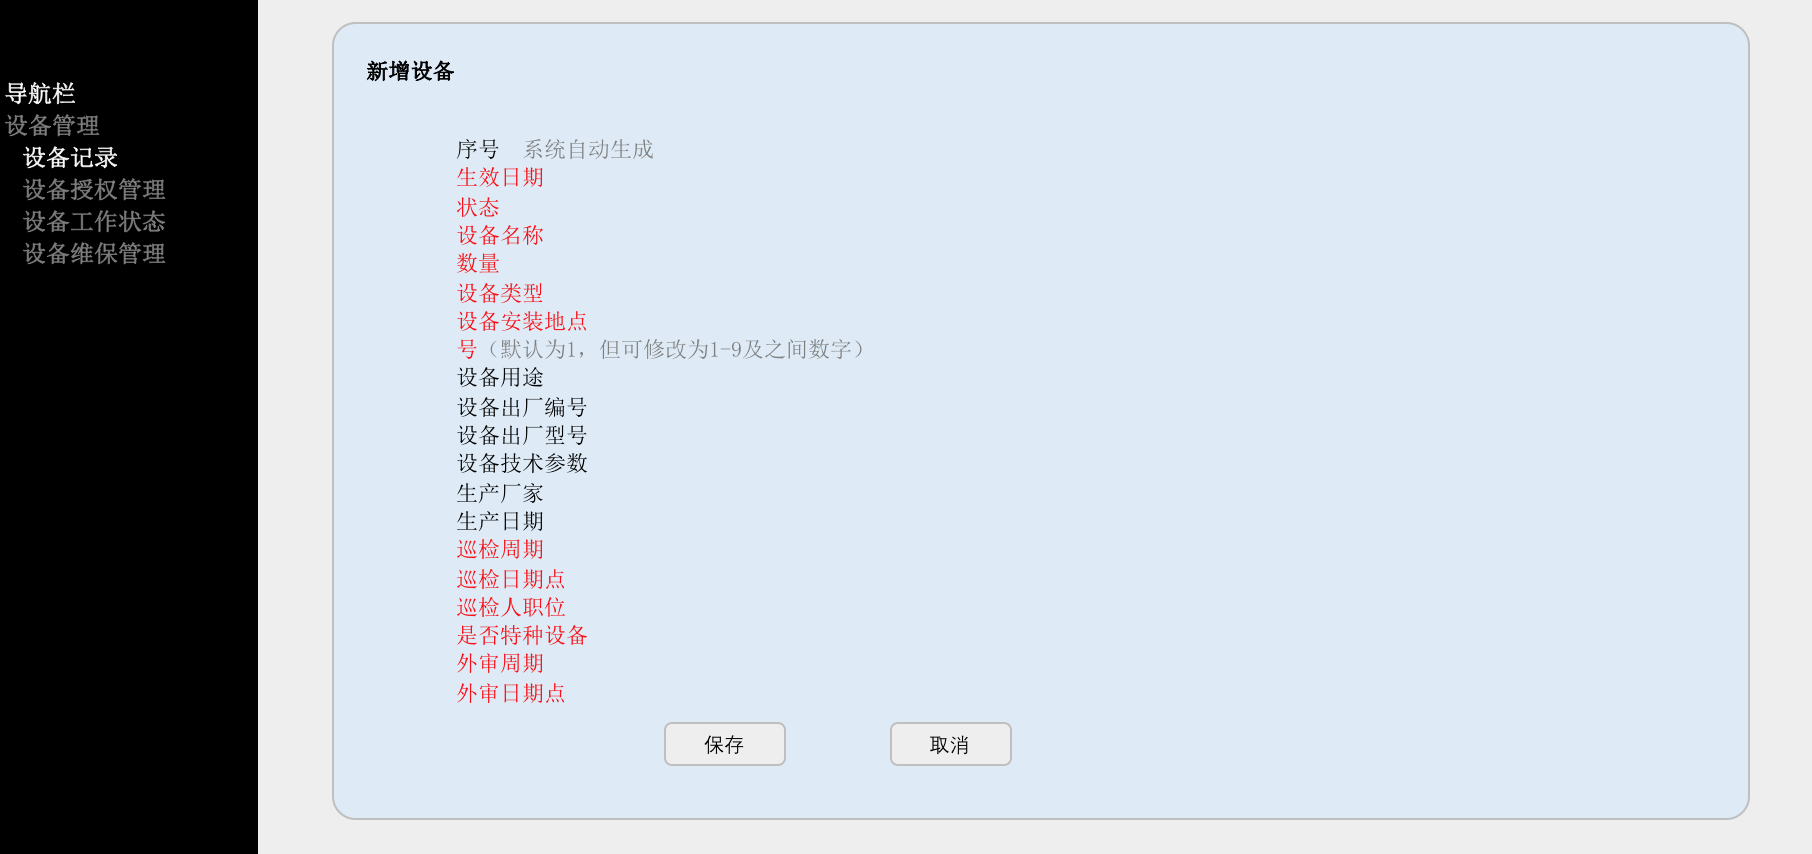 导航栏
设备管理
设备记录
设备授权管理
设备工作状态
设备维保管理
新增设备
序号 系统自动生成
生效日期
状态
设备名称
数量
设备类型
设备安装地点
号（默认为1，但可修改为1-9及之间数字）
设备用途
设备出厂编号
设备出厂型号
设备技术参数
生产厂家
生产日期
巡检周期
巡检日期点
巡检人职位
是否特种设备
外审周期
外审日期点
保存 取消